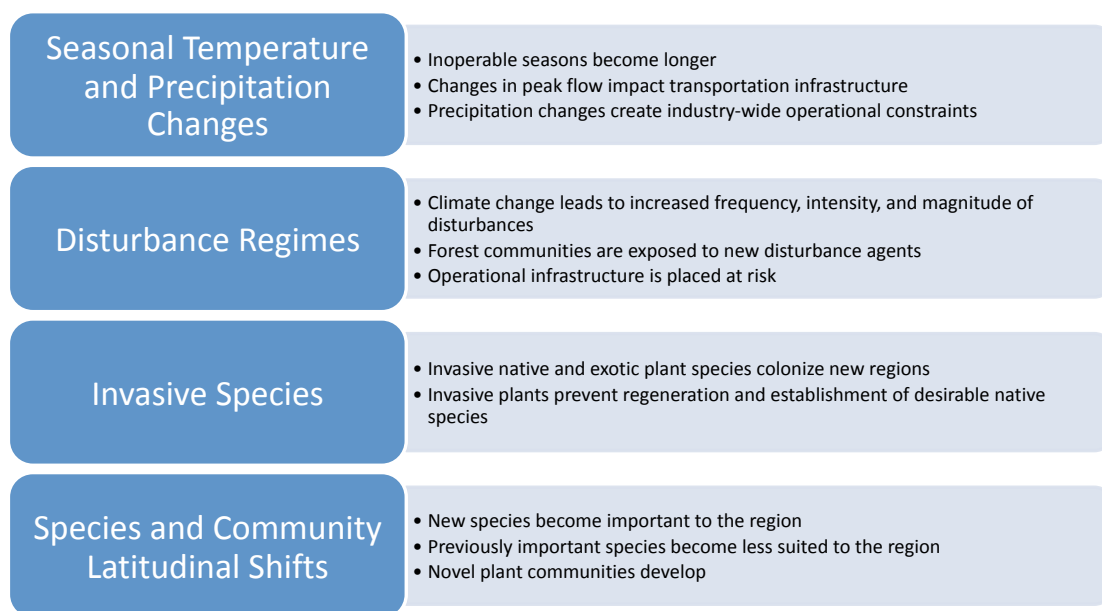 Seasonal Temperature
and Precipitation
Changes
• Inoperable seasons become longer
• Changes in peak flow impact transportation infrastructure
• Precipitation changes create industry-wide operational constraints
Disturbance Regimes
• Climate change leads to increased frequency, intensity, and magnitude of
disturbances
• Forest communities are exposed to new disturbance agents
• Operational infrastructure is placed at risk
Invasive Species
• Invasive native and exotic plant species colonize new regions
• Invasive plants prevent regeneration and establishment of desirable native
species
Species and Community
Latitudinal Shifts
• New species become important to the region
• Previously important species become less suited to the region
• Novel plant communities develop